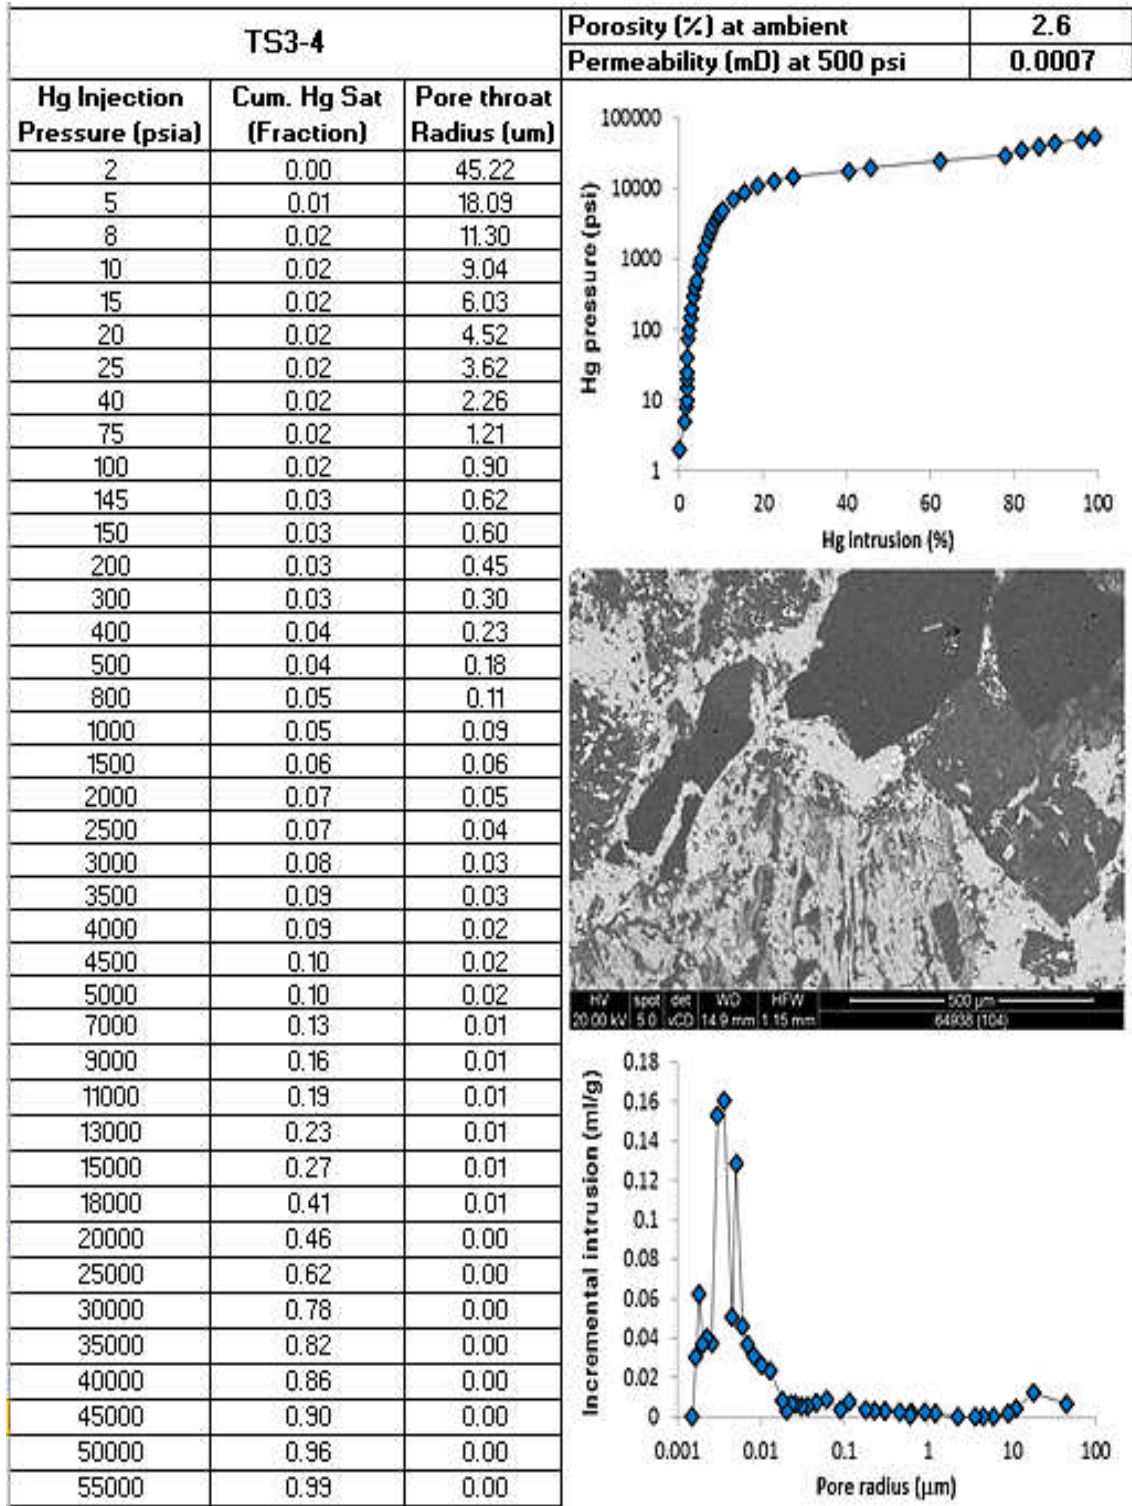 TS3-4
Porosity (%) at ambient 2.6
Permeability (mD) at 500 psi 0.0007
Hg Injection Pressure (psia) Cum. Hg Sat (Fraction) Pore throat Radius (um)
2 0.00 45.22
5 0.01 18.09
8 0.02 11.30
10 0.02 9.04
15 0.02 6.03
20 0.02 4.52
25 0.02 3.62
40 0.02 2.26
75 0.02 1.21
100 0.02 0.90
145 0.03 0.62
150 0.03 0.60
200 0.03 0.45
300 0.03 0.30
400 0.04 0.23
500 0.04 0.18
800 0.05 0.11
1000 0.05 0.09
1500 0.06 0.06
2000 0.07 0.05
2500 0.07 0.04
3000 0.08 0.03
3500 0.09 0.03
4000 0.09 0.02
4500 0.10 0.02
5000 0.10 0.02
7000 0.13 0.01
9000 0.16 0.01
11000 0.19 0.01
13000 0.23 0.01
15000 0.27 0.01
18000 0.41 0.01
20000 0.46 0.00
25000 0.62 0.00
30000 0.78 0.00
35000 0.82 0.00
40000 0.86 0.00
45000 0.90 0.00
50000 0.96 0.00
55000 0.99 0.00
Hg pressure (psi)
100000
10000
1000
100
10
1
0 20 40 60 80 100
Hg intrusion (%)
HV spot det WD HFW 500 µm
20.00 kV 5.0 vCD 14.9 mm 1.15 mm 64938 (104)
Incremental intrusion (ml/g)
0.18
0.16
0.14
0.12
0.1
0.08
0.06
0.04
0.02
0
0.001 0.01 0.1 1 10 100
Pore radius (µm)